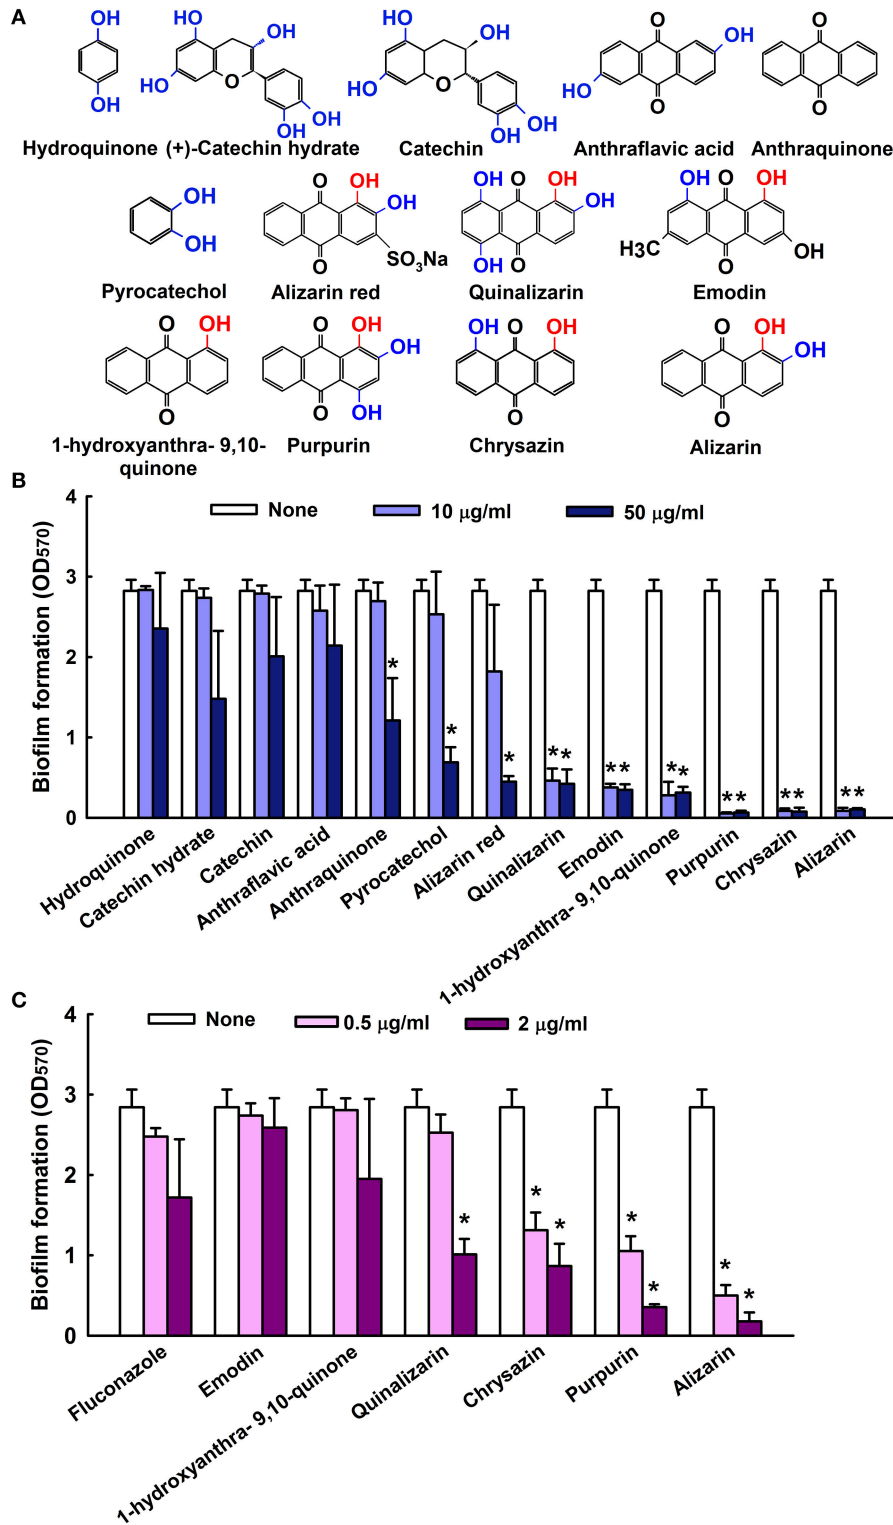 A
OH
OH
Hydroquinone
OH
OH
HO
O
OH
OH
(+)-Catechin hydrate
HO
OH
HO
O
OH
OH
Catechin
O
OH
HO
O
Anthraflavic acid
O
O
Anthraquinone
OH
OH
Pyrocatechol
O OH
OH
O
SO3Na
Alizarin red
OH O OH
OH
OH O
Quinalizarin
OH O OH
H3C
O
OH
Emodin
O OH
O
1-hydroxyanthra- 9,10-
quinone
O OH
OH
O
OH
Purpurin
OH O OH
O
Chrysazin
O OH
OH
O
Alizarin
B
None 10 μg/ml 50 μg/ml
Biofilm formation (OD570)
4
3
2
1
0
*
*
*
* *
* *
* *
* *
* *
* *
Hydroquinone
Catechin hydrate
Catechin
Anthraflavic acid
Anthraquinone
Pyrocatechol
Alizarin red
Quinalizarin
Emodin
1-hydroxyanthra- 9,10-quinone
Purpurin
Chrysazin
Alizarin
C
None 0.5 μg/ml 2 μg/ml
Biofilm formation (OD570)
4
3
2
1
0
*
* *
* *
* *
Fluconazole
Emodin
1-hydroxyanthra- 9,10-quinone
Quinalizarin
Chrysazin
Purpurin
Alizarin